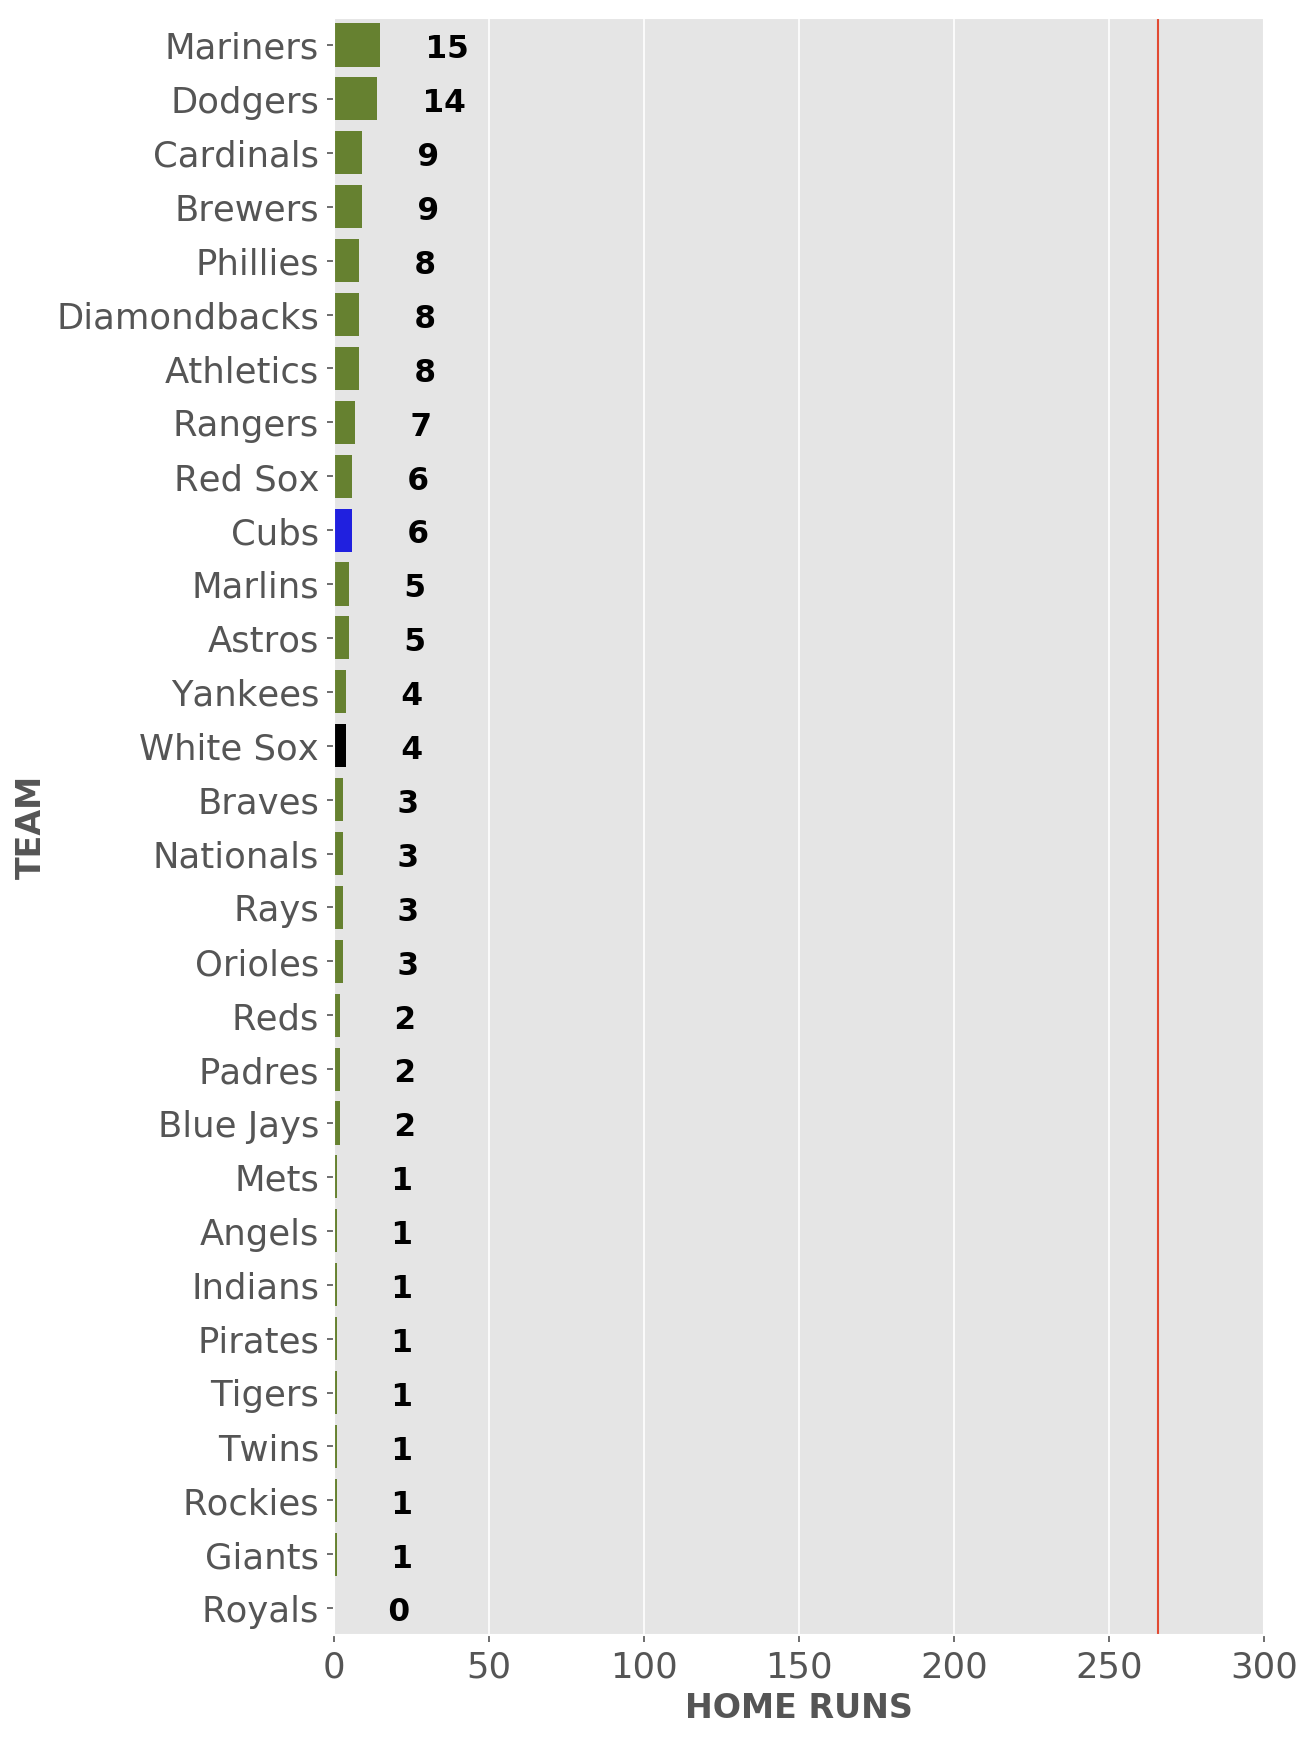 Mariners 15
Dodgers 14
Cardinals 9
Brewers 9
Phillies 8
Diamondbacks 8
Athletics 8
Rangers 7
Red Sox 6
Cubs 6
Marlins 5
Astros 5
Yankees 4
White Sox 4
Braves 3
Nationals 3
Rays 3
Orioles 3
Reds 2
Padres 2
Blue Jays 2
Mets 1
Angels 1
Indians 1
Pirates 1
Tigers 1
Twins 1
Rockies 1
Giants 1
Royals 0
TEAM
0 50 100 150 200 250 300
HOME RUNS